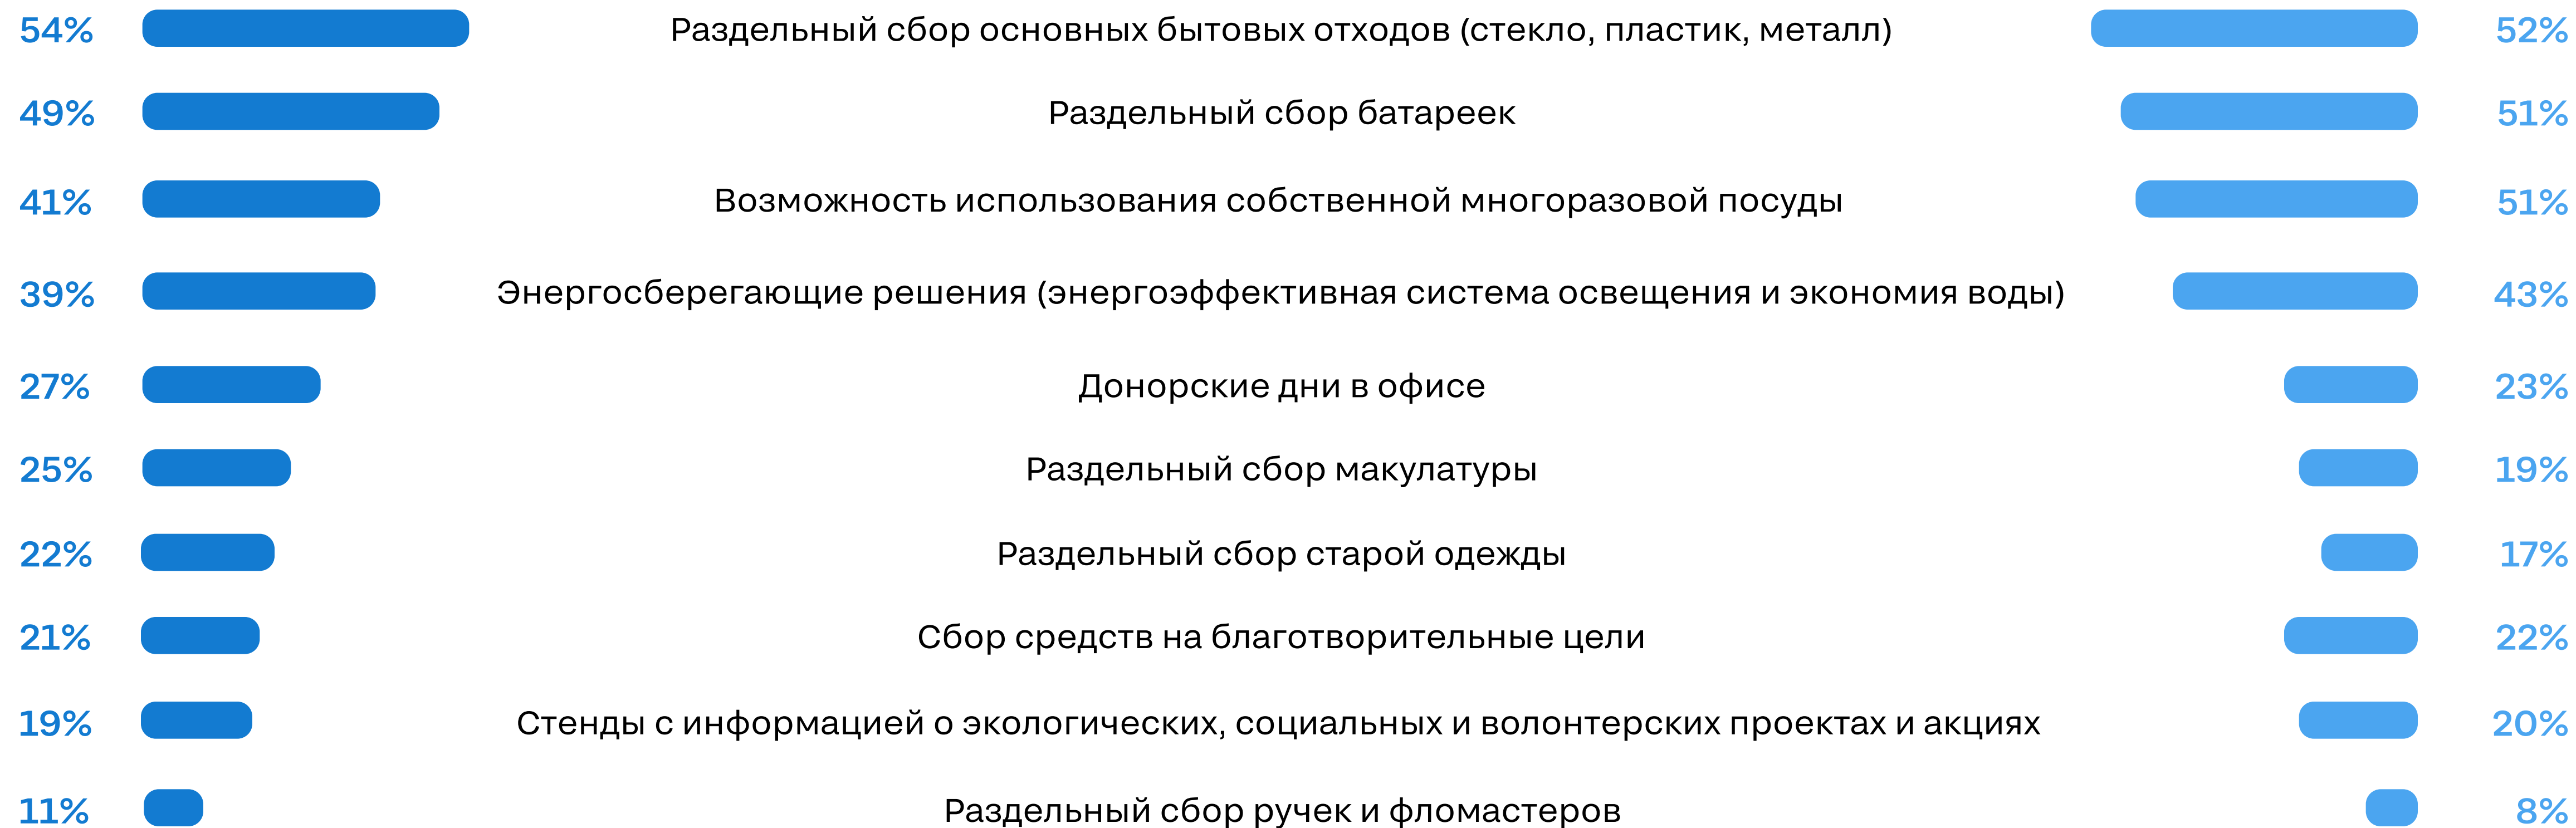 54% Раздельный сбор основных бытовых отходов (стекло, пластик, металл) 52%
49% Раздельный сбор батареек 51%
41% Возможность использования собственной многоразовой посуды 51%
39% Энергосберегающие решения (энергоэффективная система освещения и экономия воды) 43%
27% Донорские дни в офисе 23%
25% Раздельный сбор макулатуры 19%
22% Раздельный сбор старой одежды 17%
21% Сбор средств на благотворительные цели 22%
19% Стенды с информацией о экологических, социальных и волонтерских проектах и акциях 20%
11% Раздельный сбор ручек и фломастеров 8%